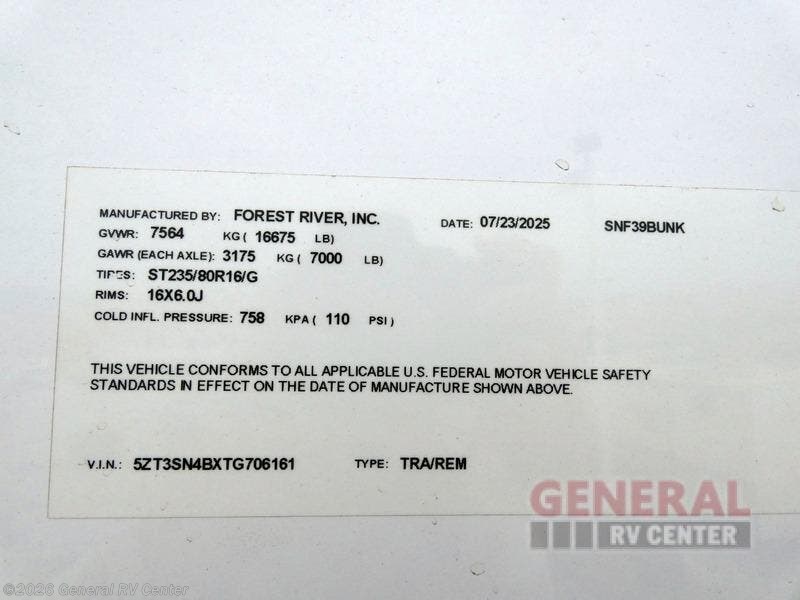 MANUFACTURED BY: FOREST RIVER, INC. DATE: 07/23/2025 SNF39BUNK
GVWR: 7564 KG ( 16675 LB)
GAWR (EACH AXLE): 3175 KG ( 7000 LB)
TIRES: ST235/80R16/G
RIMS: 16X6.0J
COLD INFL. PRESSURE: 758 KPA ( 110 PSI )
THIS VEHICLE CONFORMS TO ALL APPLICABLE U.S. FEDERAL MOTOR VEHICLE SAFETY
STANDARDS IN EFFECT ON THE DATE OF MANUFACTURE SHOWN ABOVE.
V.I.N.: 5ZT3SN4BXTG706161 TYPE: TRA/REM
GENERAL
RV CENTER
©2026 General RV Center